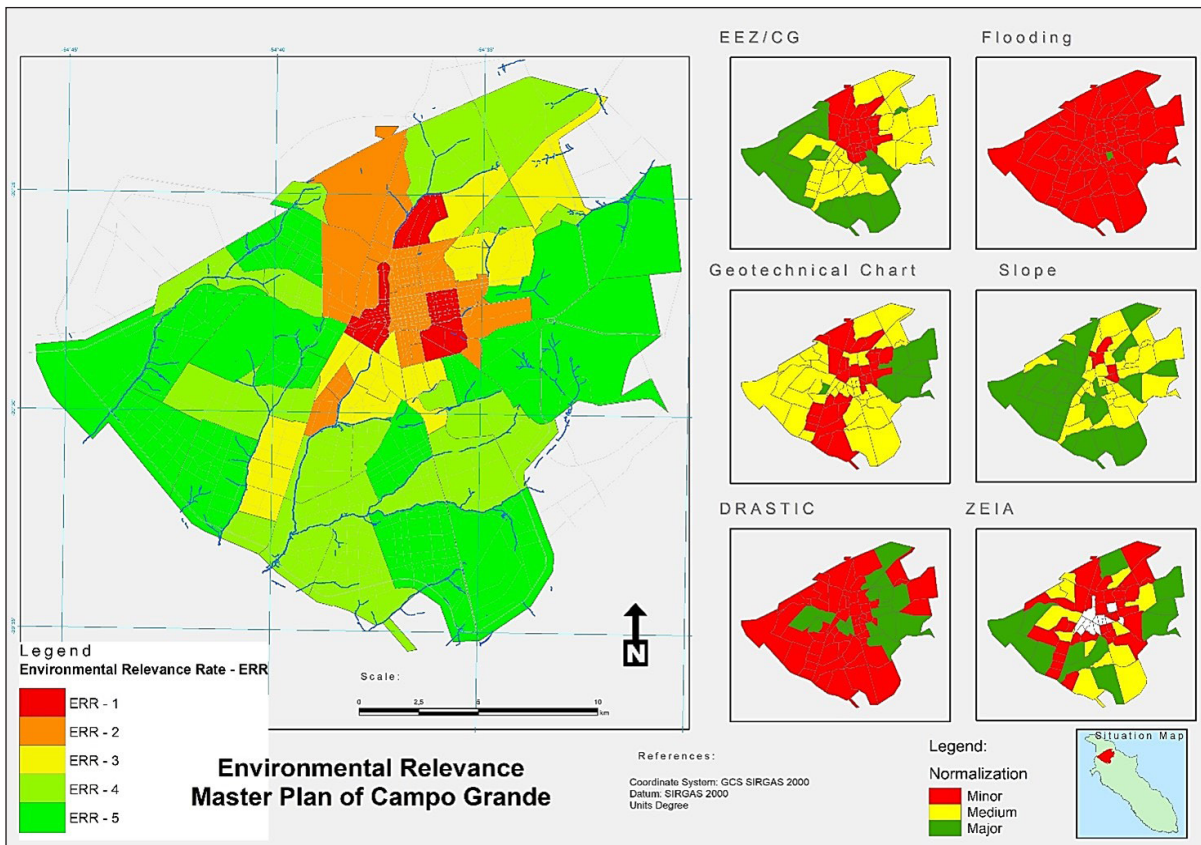 EEZ/CG
Flooding
Geotechnical Chart
Slope
DRASTIC
ZEIA
N
Legend
Environmental Relevance Rate - ERR
ERR - 1
ERR - 2
ERR - 3
ERR - 4
ERR - 5
Scale:
0 2,5 5 10
km
Environmental Relevance
Master Plan of Campo Grande
References:
Coordinate System: GCS SIRGAS 2000
Datum: SIRGAS 2000
Units Degree
Legend:
Normalization
Minor
Medium
Major
Situation Map